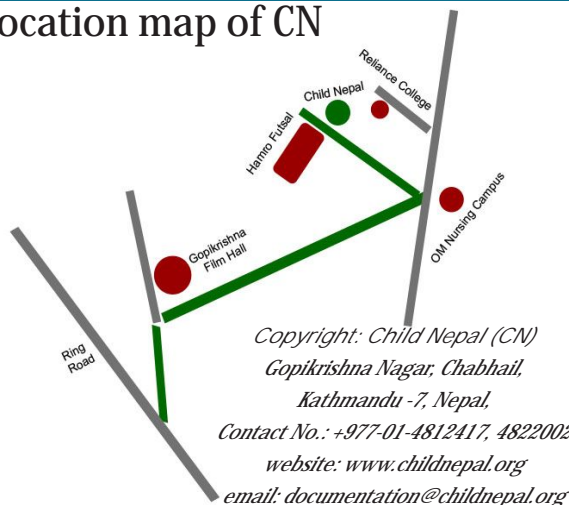 ocation map of CN
Reliance College
Child Nepal
Hamro Futsal
OM Nursing Campus
Gopikrishna
Film Hall
Ring
Road
Copyright: Child Nepal (CN)
Gopikrishna Nagar, Chabhail,
Kathmandu -7, Nepal,
Contact No.: +977-01-4812417, 4822002
website: www.childnepal.org
email: documentation@childnepal.org